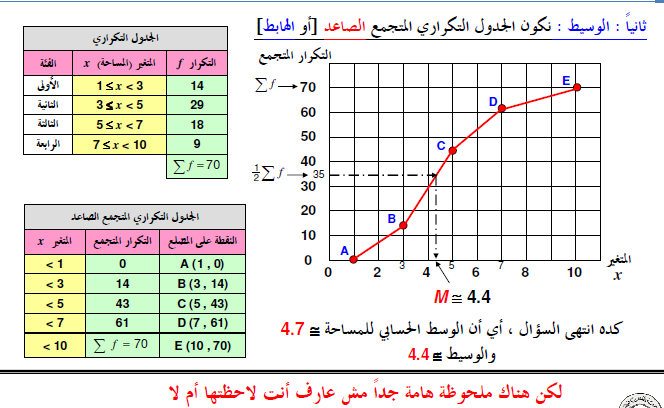 ثانياً : الوسيط : نكون الجدول التكراري المتجمع الصاعد [أو الهابط]
الجدول التكراري
الفئة المتغير (المساحة) x التكرار f
الأولى 1 ≤ x < 3 14
الثانية 3 ≤ x < 5 29
الثالثة 5 ≤ x < 7 18
الرابعة 7 ≤ x < 10 9
∑ f = 70
التكرار المتجمع
∑ f → 70
60
50
40
½∑ f → 35
30
20
10
0
A
B
C
D
E
0 2 3 4 5 6 7 8 10
المتغير
x
M ≅ 4.4
الجدول التكراري المتجمع الصاعد
المتغير x التكرار المتجمع النقطة على المضلع
< 1 0 A (1 , 0)
< 3 14 B (3 , 14)
< 5 43 C (5 , 43)
< 7 61 D (7 , 61)
< 10 ∑ f = 70 E (10 , 70)
كده انتهى السؤال ، أي أن الوسط الحسابي للمساحة ≅ 4.7
والوسيط ≅ 4.4
لكن هناك ملحوظة هامة جداً مش عارف أنت لاحظتها أم لا